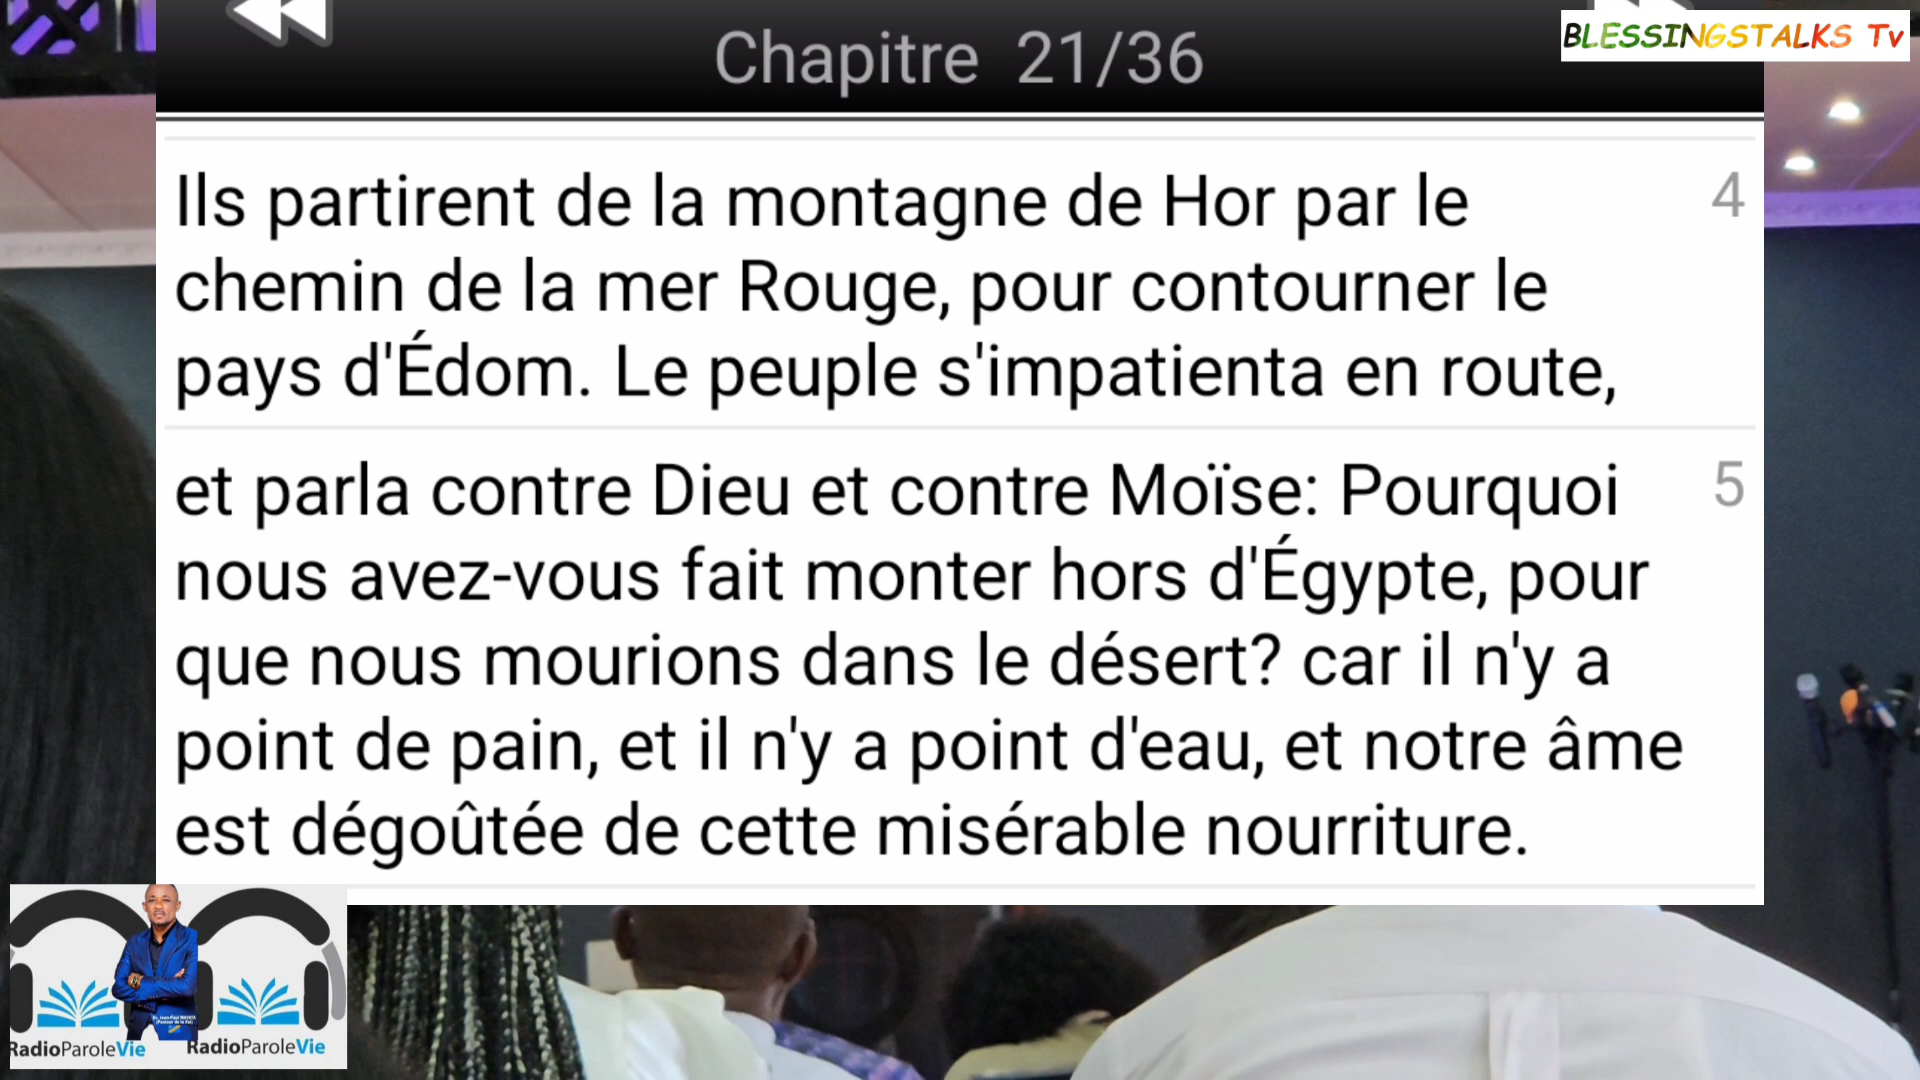 Chapitre 21/36
BLESSINGSTALKS Tv
Ils partirent de la montagne de Hor par le 4
chemin de la mer Rouge, pour contourner le
pays d'Édom. Le peuple s'impatienta en route,
et parla contre Dieu et contre Moïse: Pourquoi 5
nous avez-vous fait monter hors d'Égypte, pour
que nous mourions dans le désert? car il n'y a
point de pain, et il n'y a point d'eau, et notre âme
est dégoûtée de cette misérable nourriture.
RadioParoleVie RadioParoleVie